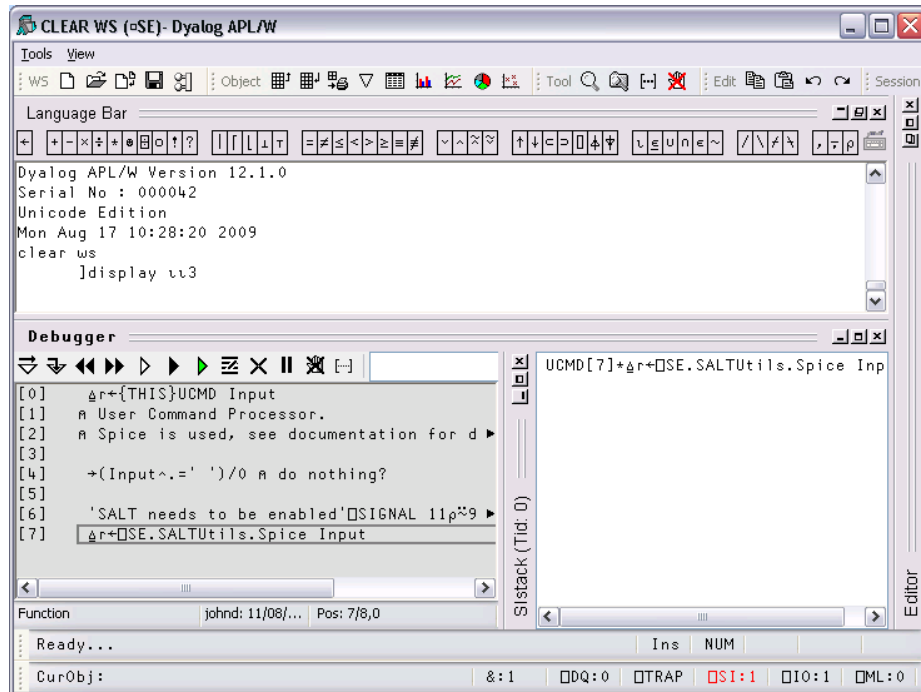 CLEAR WS (⎕SE)- Dyalog APL/W
Tools View
WS Object Tool Edit Session
Language Bar
← + - × ÷ * ⍟ ⌹ ○ ! ? | ⌈ ⌊ ⊥ ⊤ = ≠ ≤ < > ≥ ≡ ≢ ∨ ∧ ⍲ ⍱ ↑ ↓ ⊂ ⊃ ⌷ ⍋ ⍒ ⍳ ⍷ ∪ ∩ ∊ ~ / \ ⌿ ⍀ , ⍪ ⍴
Dyalog APL/W Version 12.1.0
Serial No : 000042
Unicode Edition
Mon Aug 17 10:28:20 2009
clear ws
]display ⍳⍳3
Debugger
[0] ⍙r←{THIS}UCMD Input
[1] ⍝ User Command Processor.
[2] ⍝ Spice is used, see documentation for d
[3]
[4] →(Input∧.=' ')/0 ⍝ do nothing?
[5]
[6] 'SALT needs to be enabled'⎕SIGNAL 11⍴⍨9
[7] ⍙r←⎕SE.SALTUtils.Spice Input
Function johnd: 11/08/... Pos: 7/8,0
SIstack (Tid: 0)
UCMD[7]*⍙r←⎕SE.SALTUtils.Spice Inp
Editor
Ready... Ins NUM
CurObj: &:1 ⎕DQ:0 ⎕TRAP ⎕SI:1 ⎕IO:1 ⎕ML:0